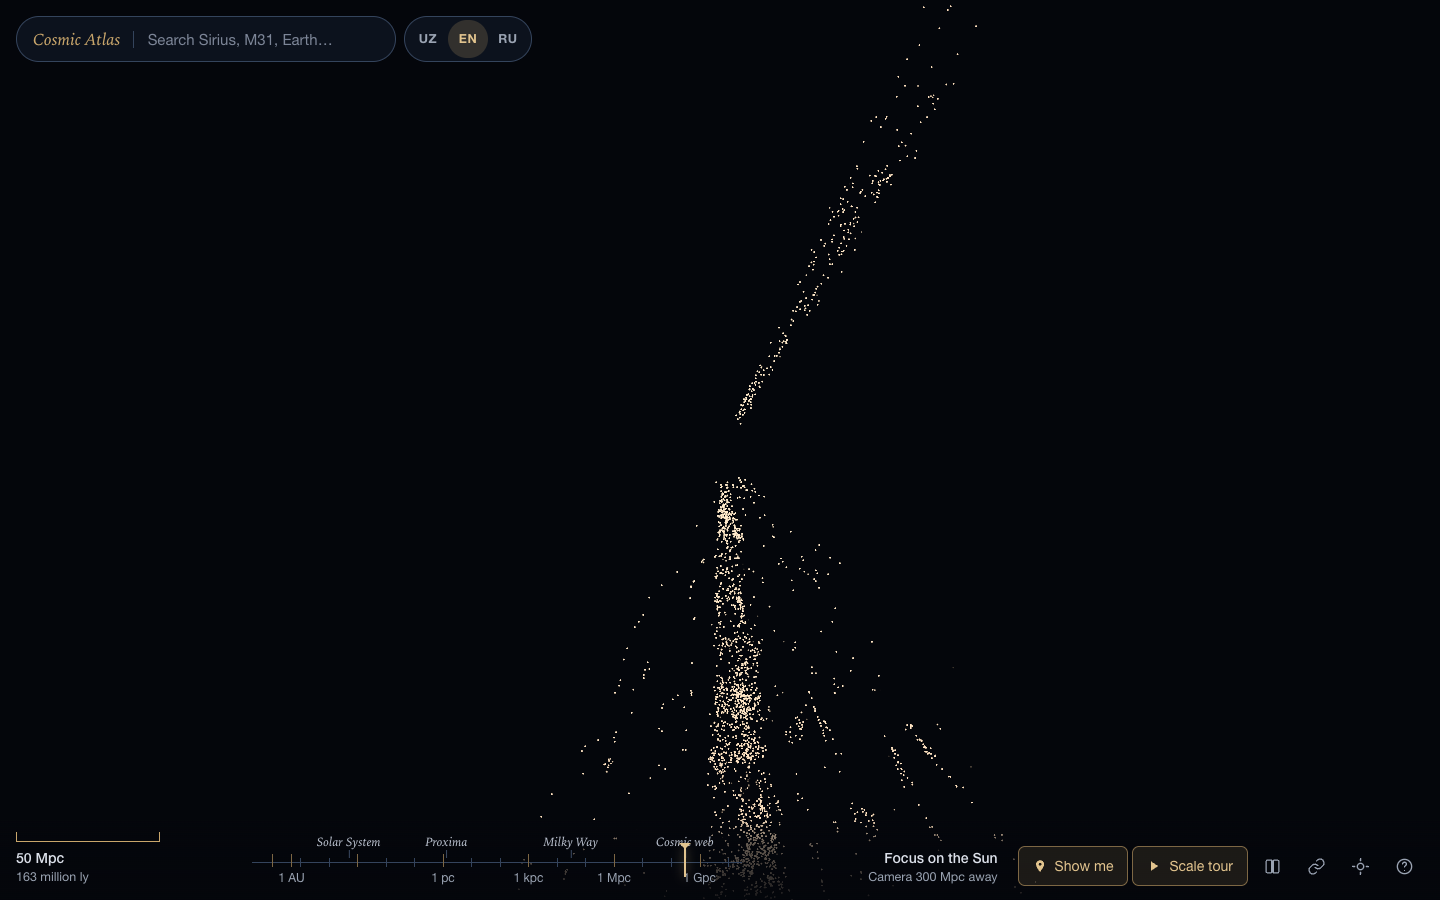 Cosmic Atlas
Search Sirius, M31, Earth…
UZ EN RU
Solar System Proxima Milky Way Cosmic web
1 AU 1 pc 1 kpc 1 Mpc 1 Gpc
50 Mpc
163 million ly
Focus on the Sun
Camera 300 Mpc away
Show me
Scale tour